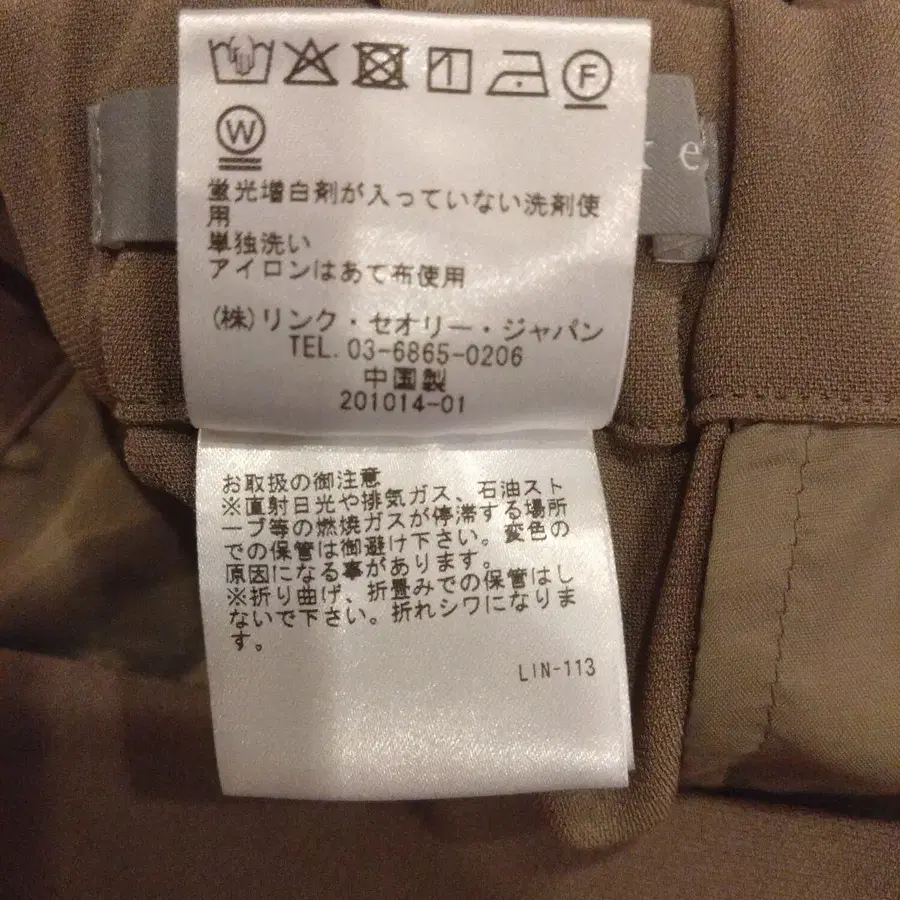 F
W
k e
蛍光増白剤が入っていない洗剤使
用
単独洗い
アイロンはあて布使用
(株)リンク・セオリー・ジャパン
TEL. 03-6865-0206
中国製
201014-01
お取扱の御注意
※直射日光や排気ガス、石油スト
ーブ等の燃焼ガスが停滞する場所
での保管は御避け下さい。変色の
原因になる事があります。
※折り曲げ、折畳みでの保管はし
ないで下さい。折れシワになりま
す。
LIN-113